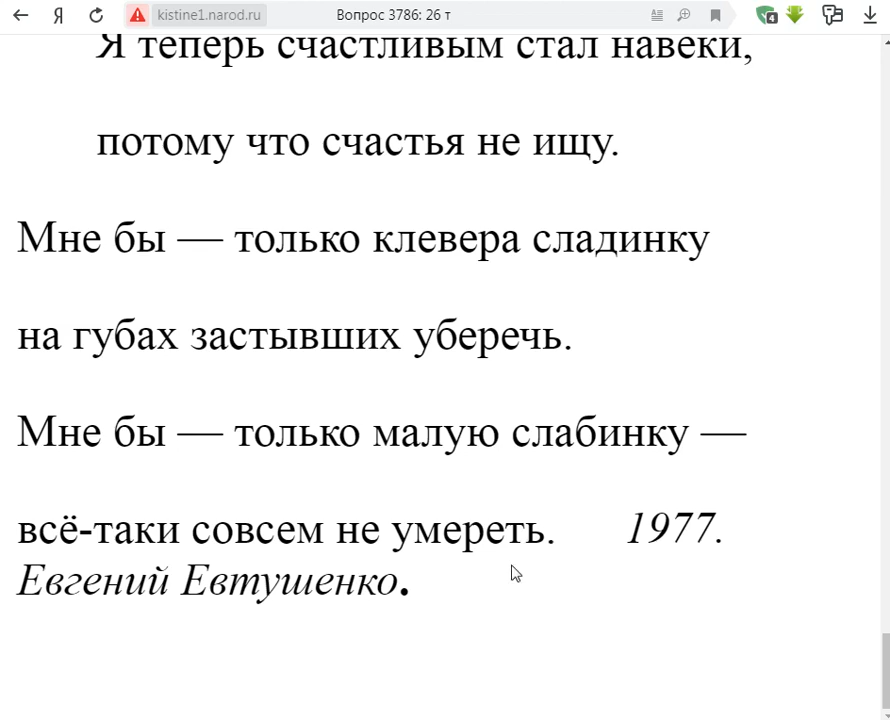 Я kistine1.narod.ru Вопрос 3786: 26 т 4
Я теперь счастливым стал навеки,
потому что счастья не ищу.
Мне бы — только клевера сладинку
на губах застывших уберечь.
Мне бы — только малую слабинку —
всё-таки совсем не умереть. 1977.
Евгений Евтушенко.